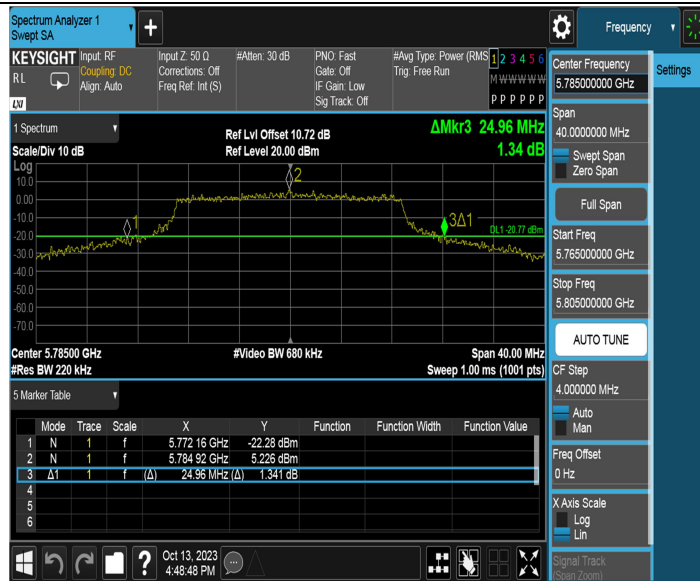 Spectrum Analyzer 1
Swept SA
Frequency
KEYSIGHT
RL
LXI
Input: RF
Coupling: DC
Align: Auto
Input Z: 50 Ω
Corrections: Off
Freq Ref: Int (S)
#Atten: 30 dB
PNO: Fast
Gate: Off
IF Gain: Low
Sig Track: Off
#Avg Type: Power (RMS
Trig: Free Run
1 2 3 4 5 6
M W W W W W
P P P P P P
1 Spectrum
Scale/Div 10 dB
Ref Lvl Offset 10.72 dB
Ref Level 20.00 dBm
ΔMkr3 24.96 MHz
1.34 dB
Log
10.0
0.00
-10.0
-20.0
-30.0
-40.0
-50.0
-60.0
-70.0
1
2
3Δ1
DL1 -20.77 dBm
Center 5.78500 GHz
#Video BW 680 kHz
Span 40.00 MHz
#Res BW 220 kHz
Sweep 1.00 ms (1001 pts)
5 Marker Table
Mode Trace Scale X Y Function Function Width Function Value
1 N 1 f 5.772 16 GHz -22.28 dBm
2 N 1 f 5.784 92 GHz 5.226 dBm
3 Δ1 1 f (Δ) 24.96 MHz (Δ) 1.341 dB
4
5
6
Oct 13, 2023
4:48:48 PM
Center Frequency
5.785000000 GHz
Settings
Span
40.0000000 MHz
Swept Span
Zero Span
Full Span
Start Freq
5.765000000 GHz
Stop Freq
5.805000000 GHz
AUTO TUNE
CF Step
4.000000 MHz
Auto
Man
Freq Offset
0 Hz
X Axis Scale
Log
Lin
Signal Track
(Span Zoom)